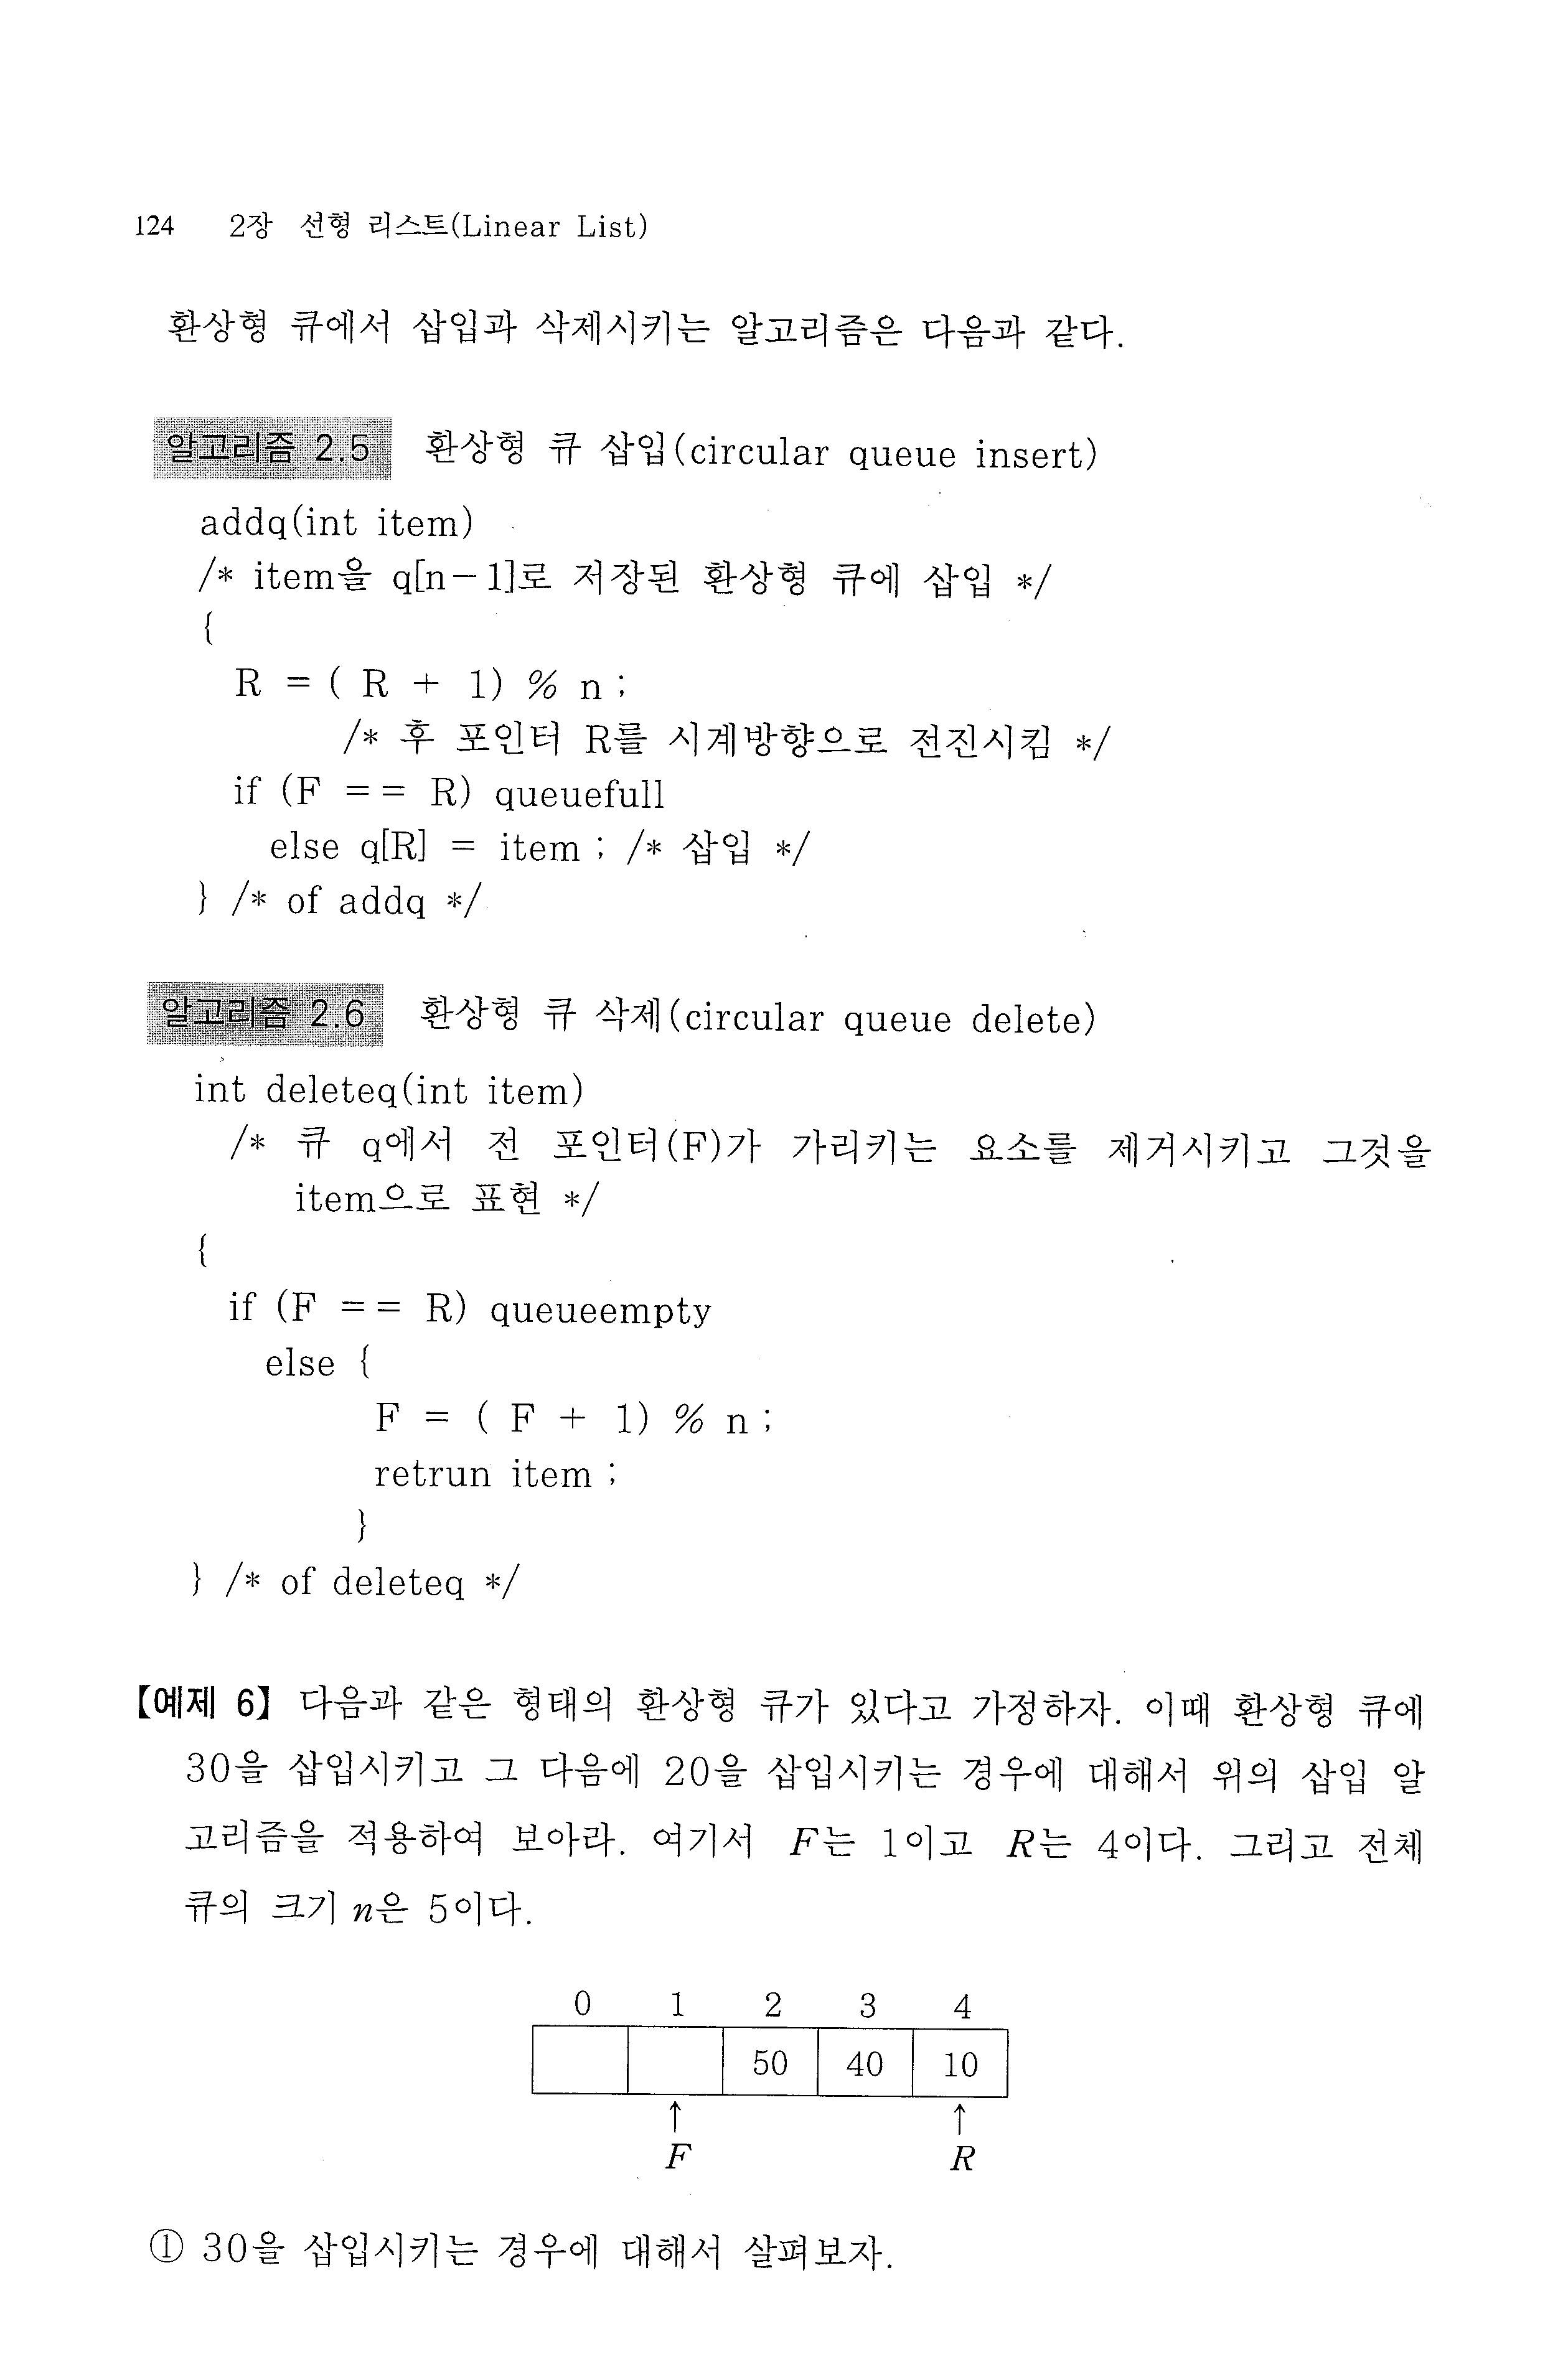 124 2장 선형 리스트(Linear List)
환상형 큐에서 삽입과 삭제시키는 알고리즘은 다음과 같다.
알고리즘 2.5 환상형 큐 삽입(circular queue insert)
addq(int item)
/* item을 q[n-1]로 저장된 환상형 큐에 삽입 */
{
R = ( R + 1) % n ;
/* 후 포인터 R를 시계방향으로 전진시킴 */
if (F == R) queuefull
else q[R] = item ; /* 삽입 */
} /* of addq */
알고리즘 2.6 환상형 큐 삭제(circular queue delete)
int deleteq(int item)
/* 큐 q에서 전 포인터(F)가 가리키는 요소를 제거시키고 그것을
item으로 표현 */
{
if (F == R) queueempty
else {
F = ( F + 1) % n ;
retrun item ;
}
} /* of deleteq */
【예제 6】 다음과 같은 형태의 환상형 큐가 있다고 가정하자. 이때 환상형 큐에
30을 삽입시키고 그 다음에 20을 삽입시키는 경우에 대해서 위의 삽입 알
고리즘을 적용하여 보아라. 여기서 F는 1이고 R는 4이다. 그리고 전체
큐의 크기 n은 5이다.
0 1 2 3 4
50 40 10
↑ ↑
F R
① 30을 삽입시키는 경우에 대해서 살펴보자.